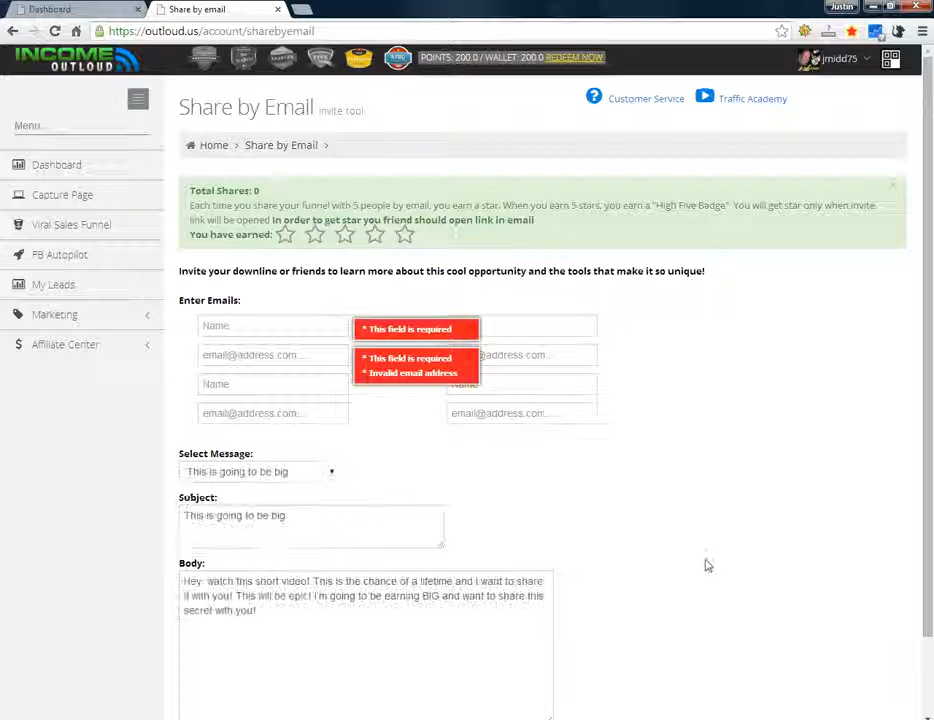 Dashboard
Share by email
Justin
https://outloud.us/account/sharebyemail
INCOME
OUTLOUD
POINTS: 200.0 / WALLET: 200.0 REDEEM NOW
jmidd75
Share by Email invite tool
Customer Service
Traffic Academy
Menu...
Home > Share by Email >
Dashboard
Capture Page
Viral Sales Funnel
FB Autopilot
My Leads
Marketing
Affiliate Center
Total Shares: 0
Each time you share your funnel with 5 people by email, you earn a star. When you earn 5 stars, you earn a "High Five Badge" You will get star only when invite
link will be opened In order to get star you friend should open link in email
You have earned:
Invite your downline or friends to learn more about this cool opportunity and the tools that make it so unique!
Enter Emails:
Name
* This field is required
email@address.com...
* This field is required
* Invalid email address
@address.com...
Name
Name
email@address.com...
email@address.com...
Select Message:
This is going to be big
Subject:
This is going to be big
Body:
Hey watch this short video! This is the chance of a lifetime and I want to share
it with you! This will be epic! I'm going to be earning BIG and want to share this
secret with you!